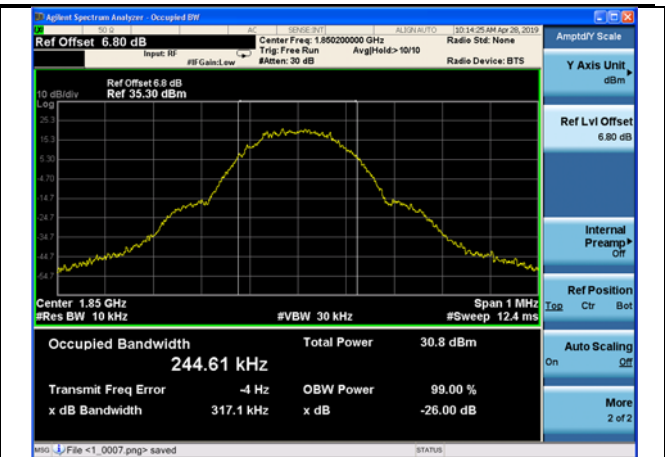 Agilent Spectrum Analyzer - Occupied BW
50 Ω AC SENSE:INT ALIGN AUTO 10:14:25 AM Apr 28, 2019
Ref Offset 6.80 dB Center Freq: 1.850200000 GHz Radio Std: None
Input: RF Trig: Free Run Avg|Hold:> 10/10
#IFGain:Low #Atten: 30 dB Radio Device: BTS
Ref Offset 6.8 dB
10 dB/div Ref 35.30 dBm
Log
25.3
15.3
5.30
-4.70
-14.7
-24.7
-34.7
-44.7
-54.7
Center 1.85 GHz Span 1 MHz
#Res BW 10 kHz #VBW 30 kHz #Sweep 12.4 ms
Occupied Bandwidth Total Power 30.8 dBm
244.61 kHz
Transmit Freq Error -4 Hz OBW Power 99.00 %
x dB Bandwidth 317.1 kHz x dB -26.00 dB
MSG File <1_0007.png> saved STATUS
Amptd/Y Scale
Y Axis Unit
dBm
Ref Lvl Offset
6.80 dB
Internal
Preamp
Off
Ref Position
Top Ctr Bot
Auto Scaling
On Off
More
2 of 2